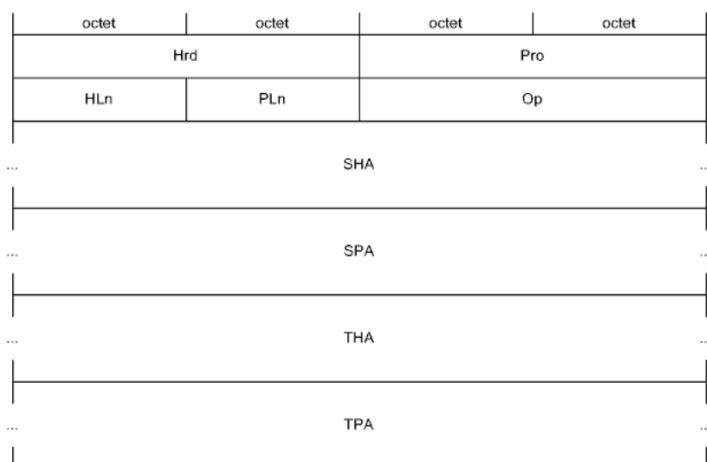 octet octet octet octet
Hrd Pro
HLn PLn Op
... SHA ..
... SPA ..
... THA ..
... TPA ..